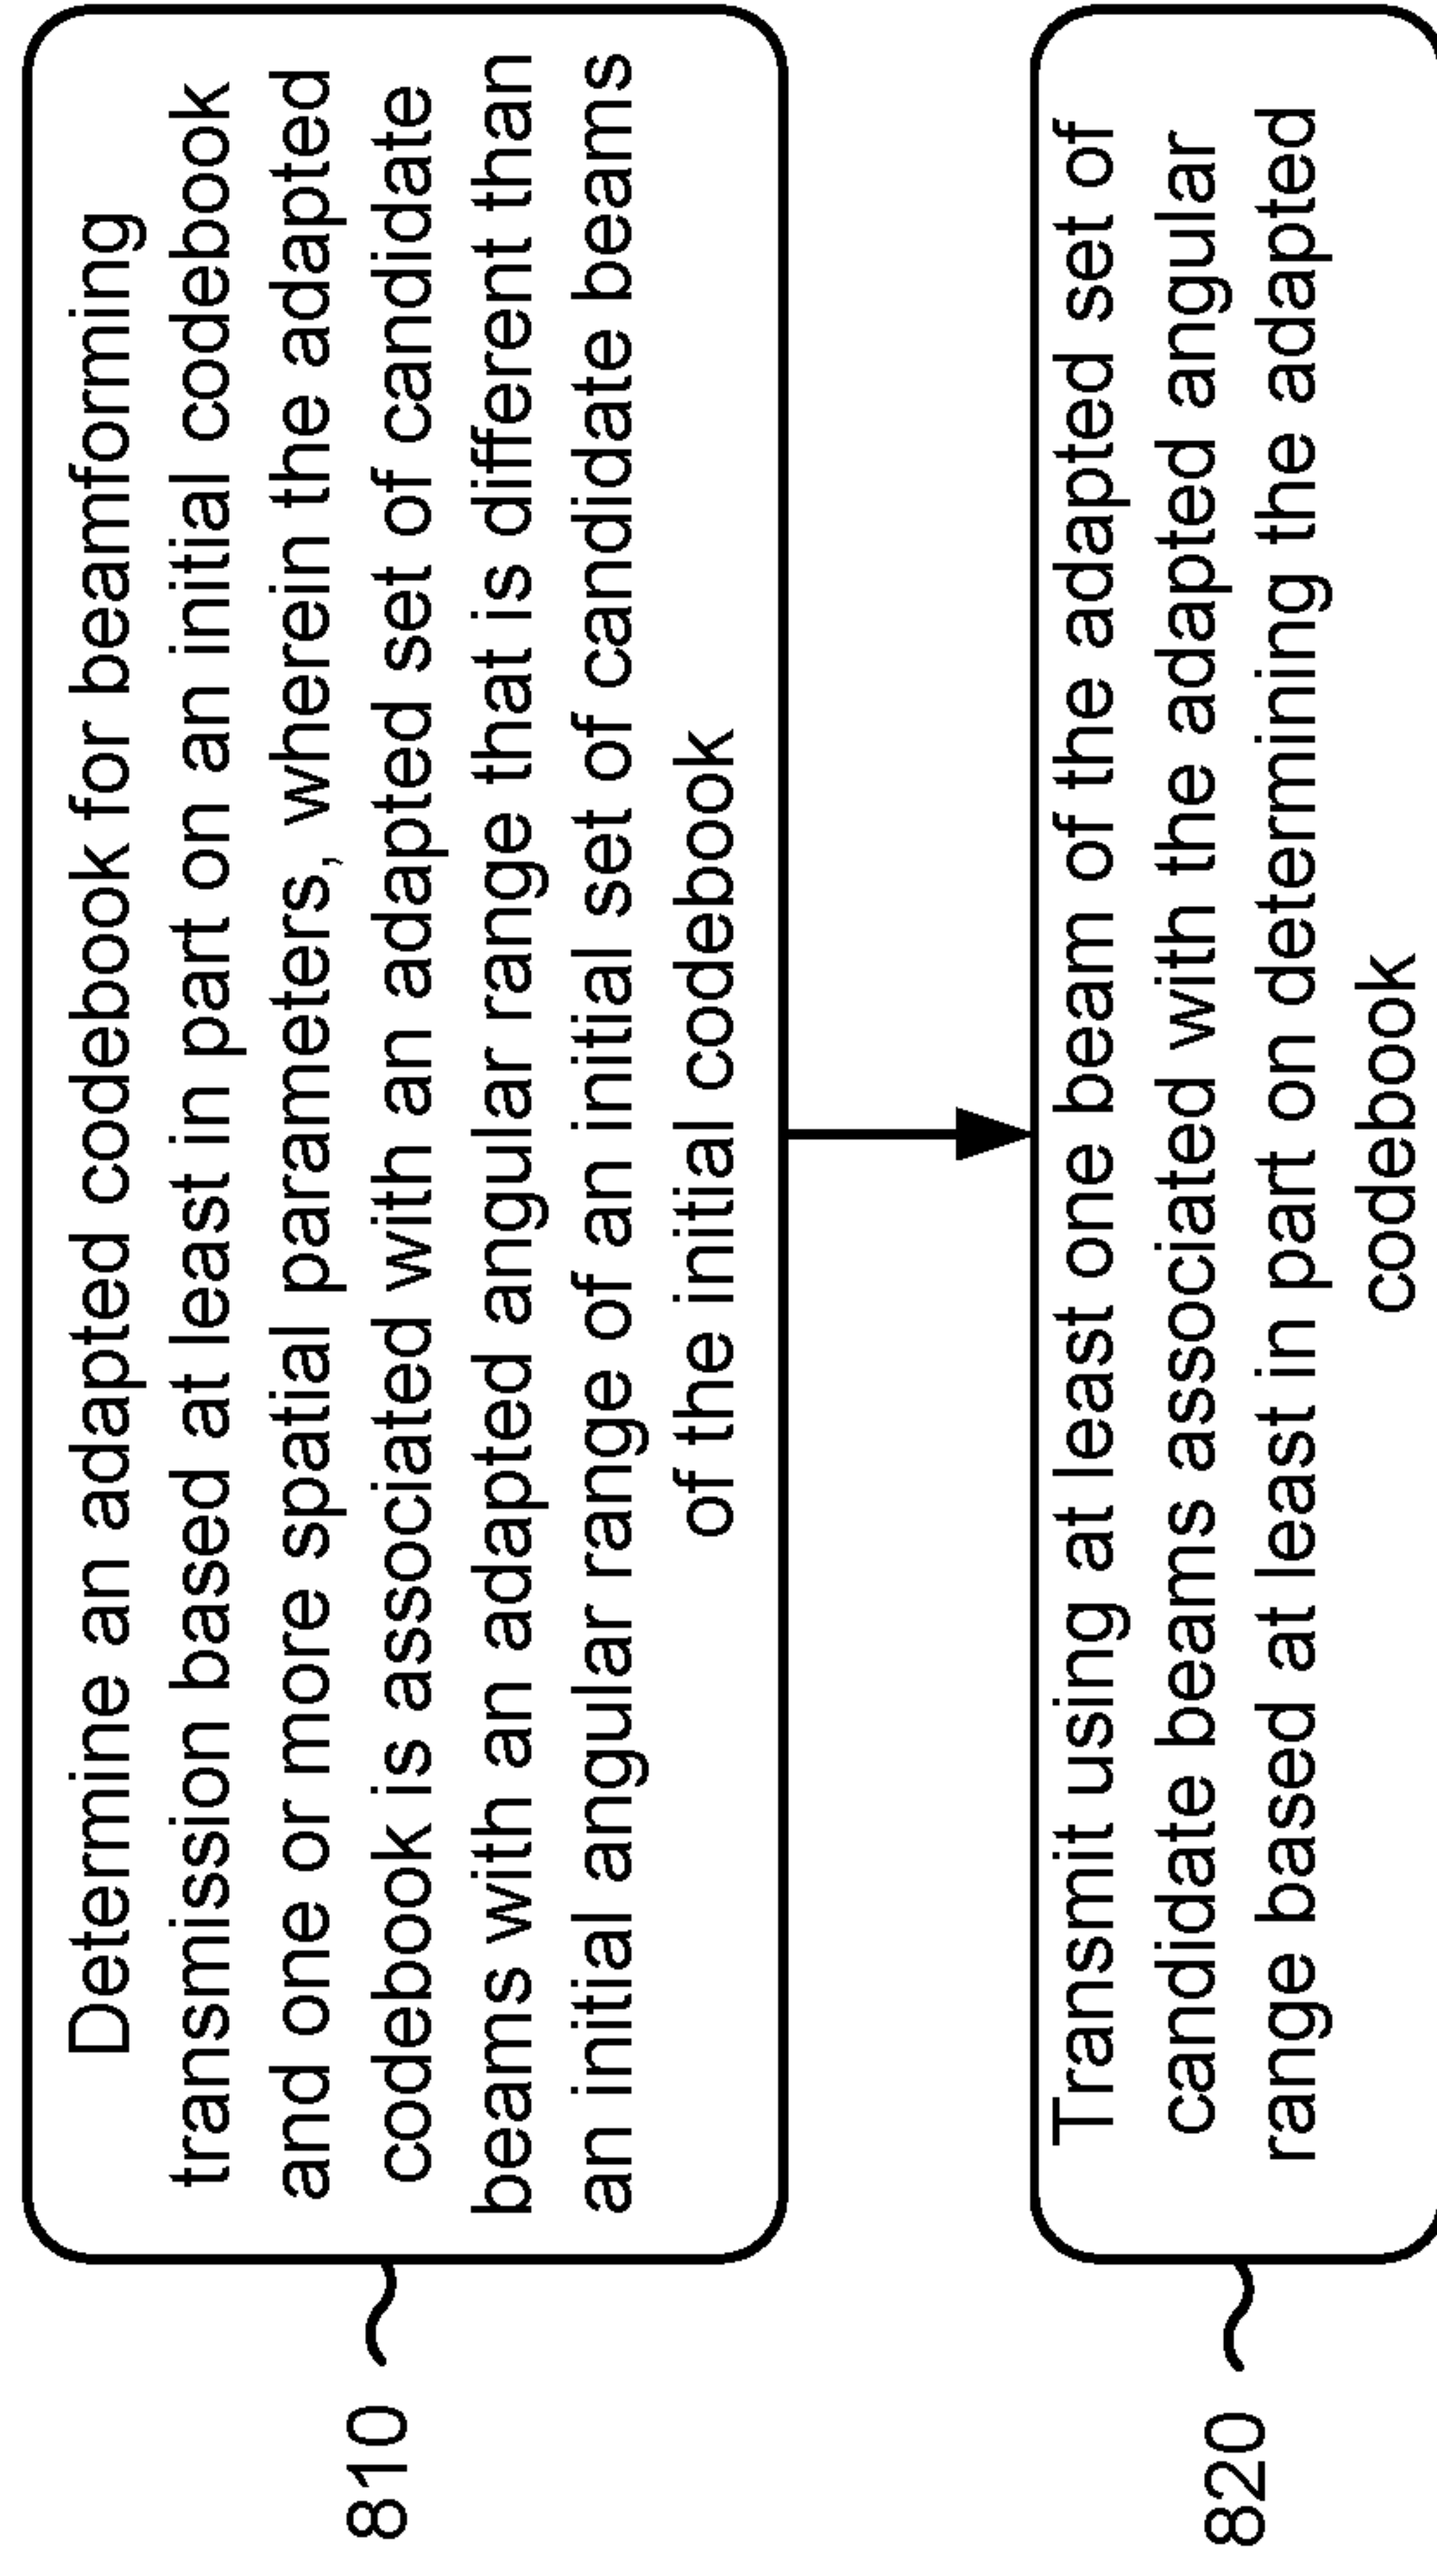 810
Determine an adapted codebook for beamforming
transmission based at least in part on an initial codebook
and one or more spatial parameters, wherein the adapted
codebook is associated with an adapted set of candidate
beams with an adapted angular range that is different than
an initial angular range of an initial set of candidate beams
of the initial codebook
820
Transmit using at least one beam of the adapted set of
candidate beams associated with the adapted angular
range based at least in part on determining the adapted
codebook